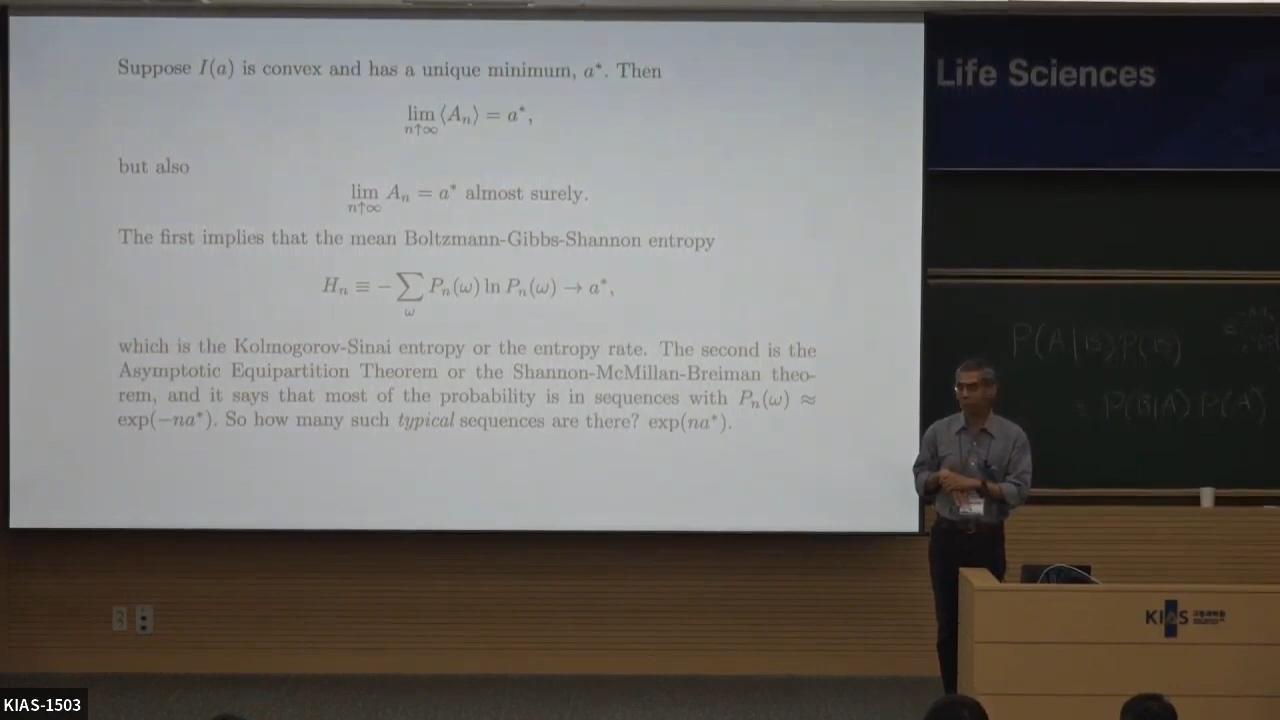 Suppose I(a) is convex and has a unique minimum, a*. Then
lim n↑∞ ⟨A_n⟩ = a*,
but also
lim n↑∞ A_n = a* almost surely.
The first implies that the mean Boltzmann-Gibbs-Shannon entropy
H_n ≡ − ∑_ω P_n(ω) ln P_n(ω) → a*,
which is the Kolmogorov-Sinai entropy or the entropy rate. The second is the
Asymptotic Equipartition Theorem or the Shannon-McMillan-Breiman theo-
rem, and it says that most of the probability is in sequences with P_n(ω) ≈
exp(−na*). So how many such typical sequences are there? exp(na*).
Life Sciences
P(A|B)P(B)
= P(B|A) P(A)
KIAS
KIAS-1503